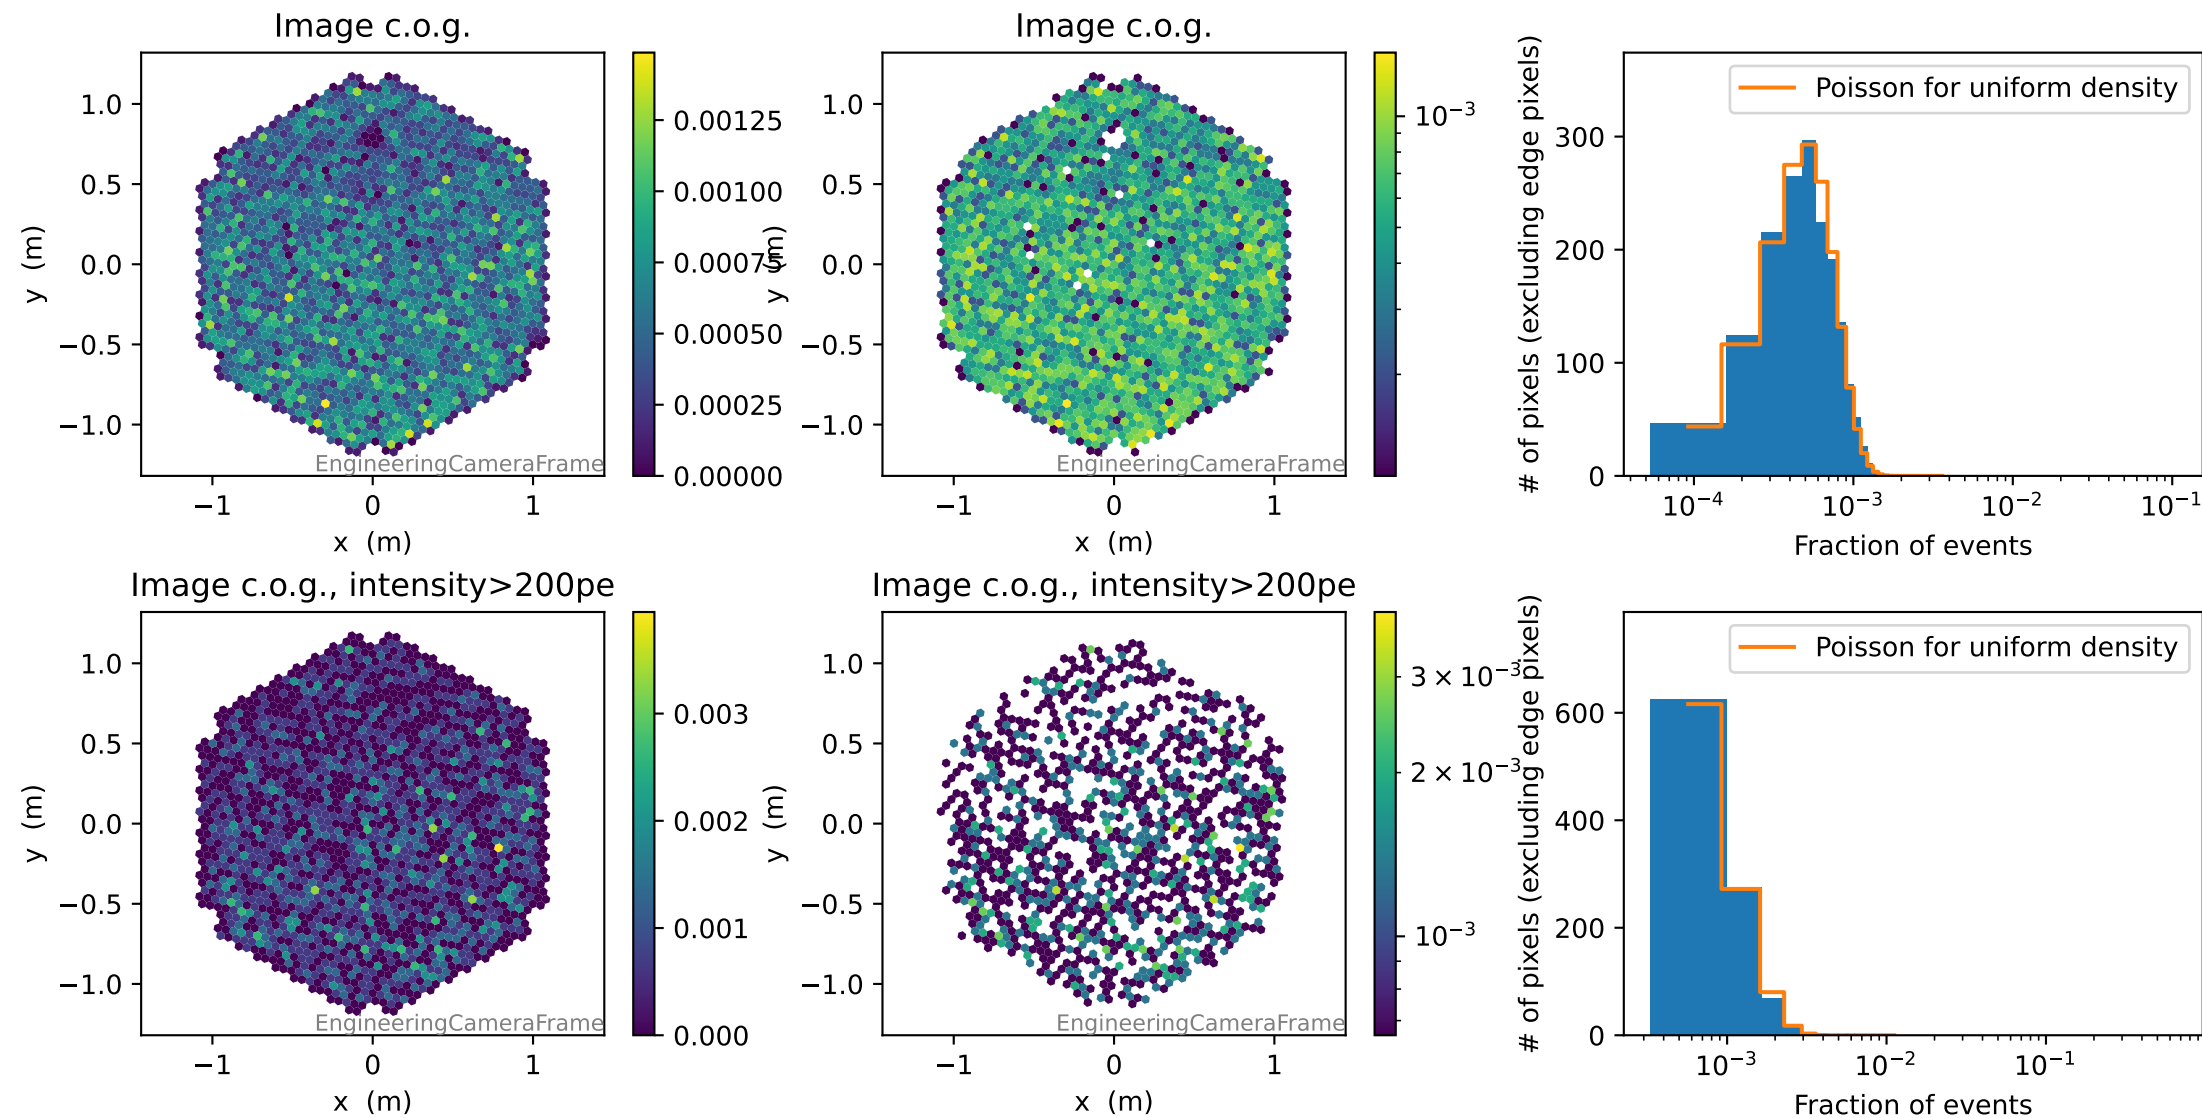 Image c.o.g.
1.0
0.5
0.0
−0.5
−1.0
y (m)
−1
0
1
x (m)
EngineeringCameraFrame
0.00125
0.00100
0.00075
0.00050
0.00025
0.00000
Image c.o.g.
1.0
0.5
0.0
−0.5
−1.0
y (m)
−1
0
1
x (m)
EngineeringCameraFrame
10⁻³
# of pixels (excluding edge pixels)
300
200
100
0
Poisson for uniform density
10⁻⁴
10⁻³
10⁻²
10⁻¹
Fraction of events
Image c.o.g., intensity>200pe
1.0
0.5
0.0
−0.5
−1.0
y (m)
−1
0
1
x (m)
EngineeringCameraFrame
0.003
0.002
0.001
0.000
Image c.o.g., intensity>200pe
1.0
0.5
0.0
−0.5
−1.0
y (m)
−1
0
1
x (m)
EngineeringCameraFrame
3 × 10⁻³
2 × 10⁻³
10⁻³
# of pixels (excluding edge pixels)
600
400
200
0
Poisson for uniform density
10⁻³
10⁻²
10⁻¹
Fraction of events